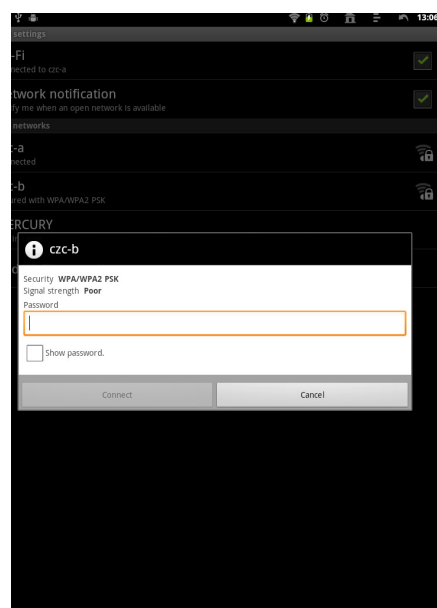 13:06
settings
-Fi
nected to czc-a
twork notification
fy me when an open network is available
networks
-a
nected
-b
ured with WPA/WPA2 PSK
ERCURY
czc-b
Security WPA/WPA2 PSK
Signal strength Poor
Password
Show password.
Connect
Cancel